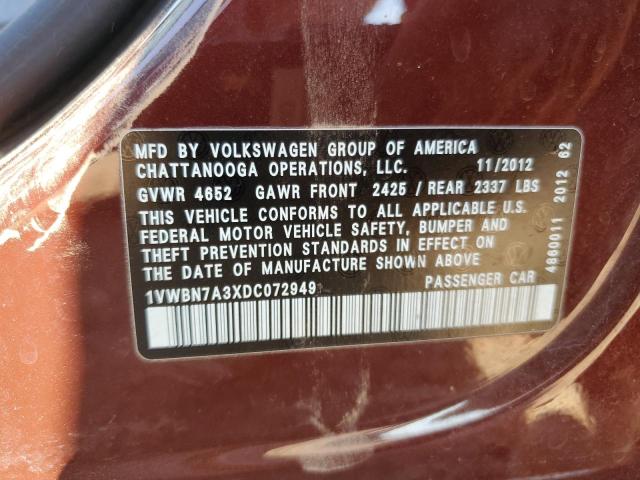 MFD BY VOLKSWAGEN GROUP OF AMERICA
CHATTANOOGA OPERATIONS, LLC. 11/2012
GVWR 4652 GAWR FRONT 2425 / REAR 2337 LBS
THIS VEHICLE CONFORMS TO ALL APPLICABLE U.S.
FEDERAL MOTOR VEHICLE SAFETY, BUMPER AND
THEFT PREVENTION STANDARDS IN EFFECT ON
THE DATE OF MANUFACTURE SHOWN ABOVE
1VWBN7A3XDC072949 PASSENGER CAR
4860011 2012 62